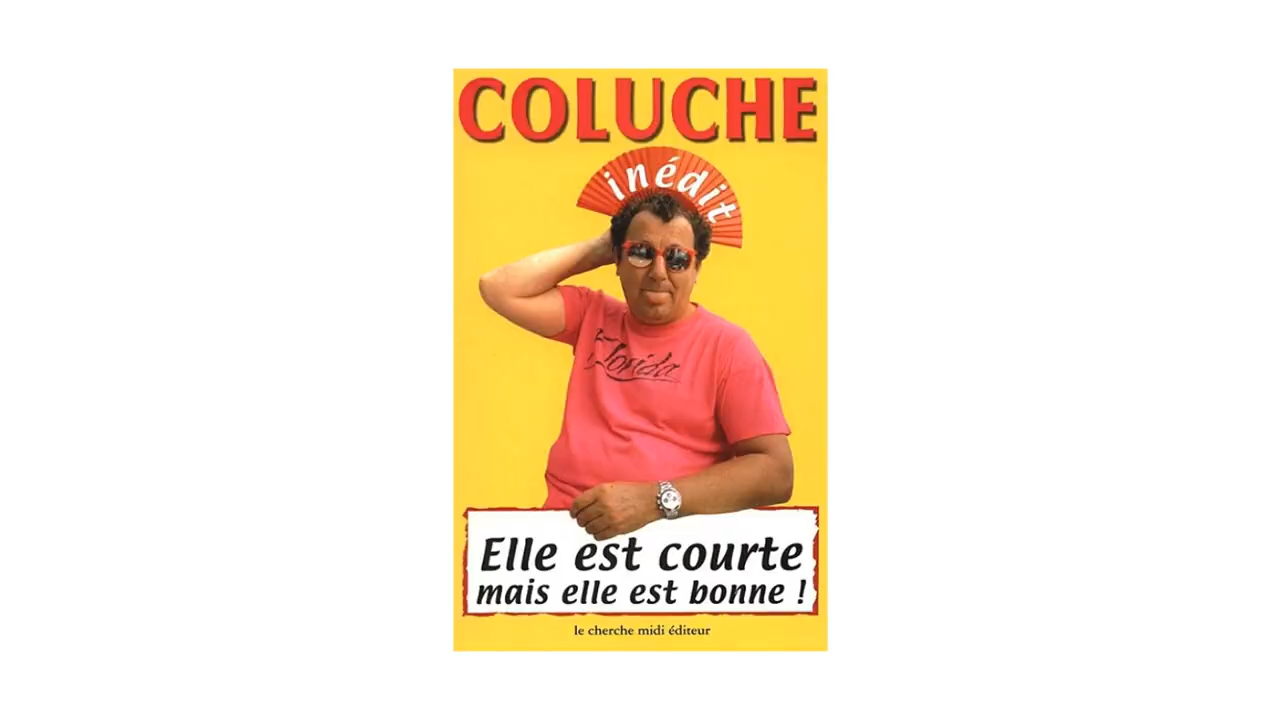 COLUCHE
inédit
Florida
Elle est courte
mais elle est bonne !
le cherche midi éditeur